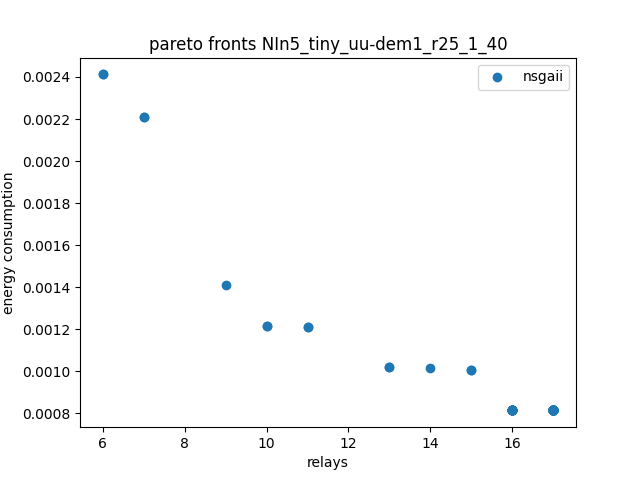 pareto fronts NIn5_tiny_uu-dem1_r25_1_40
nsgaii
0.0024
0.0022
0.0020
0.0018
0.0016
0.0014
0.0012
0.0010
0.0008
energy consumption
6 8 10 12 14 16
relays